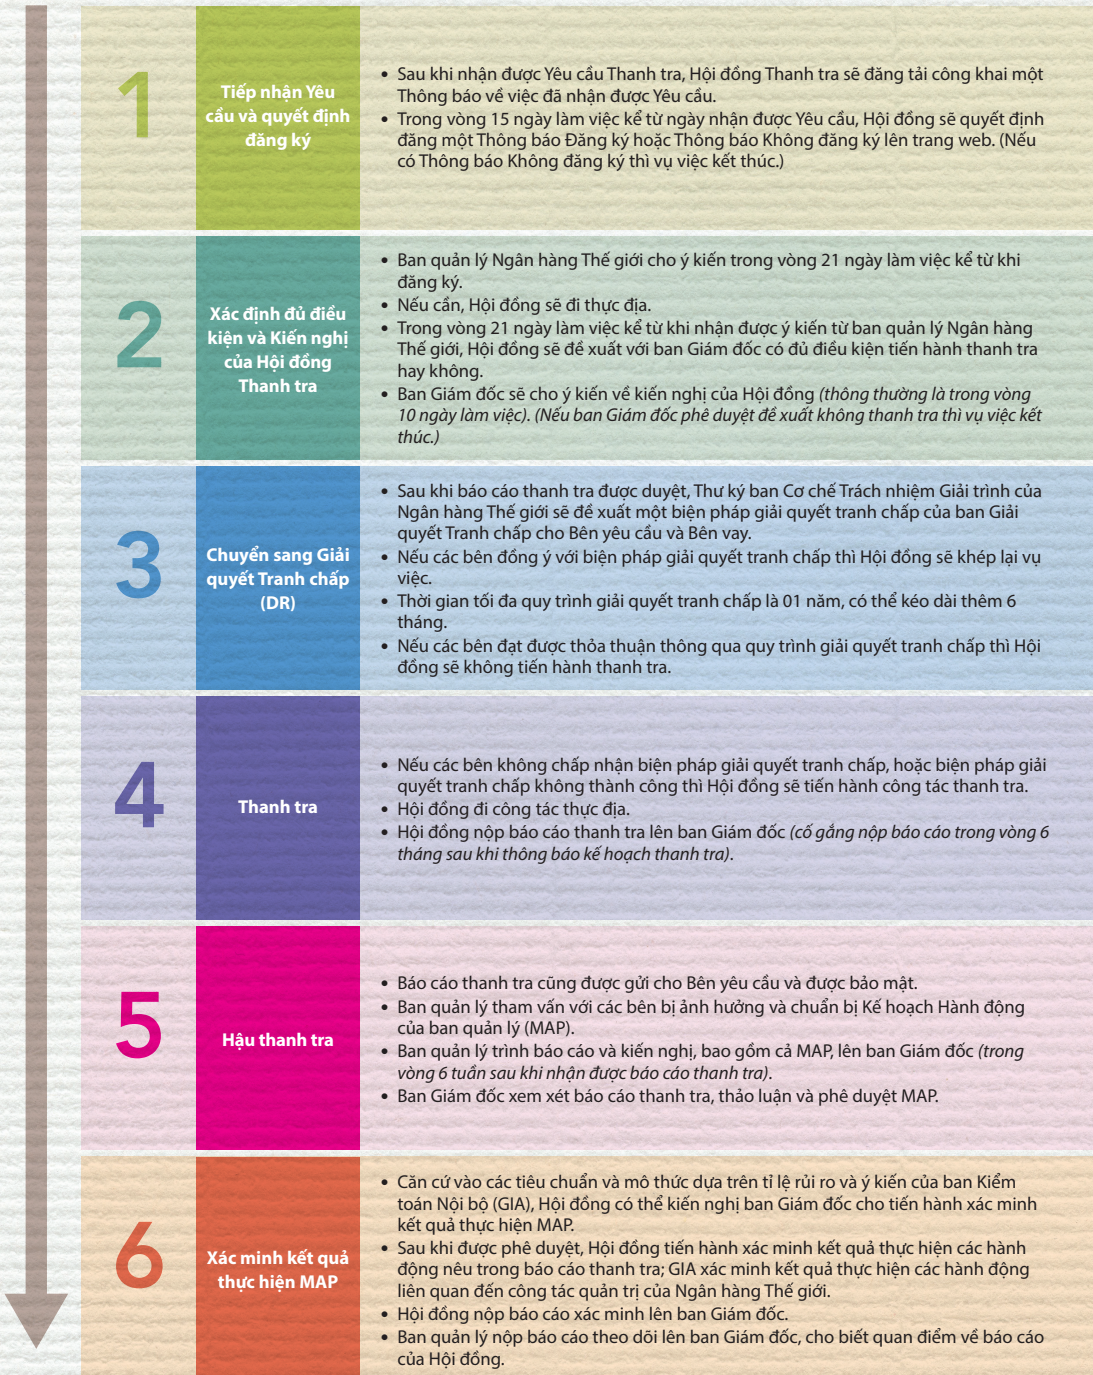 1
Tiếp nhận Yêu
cầu và quyết định
đăng ký
• Sau khi nhận được Yêu cầu Thanh tra, Hội đồng Thanh tra sẽ đăng tải công khai một
Thông báo về việc đã nhận được Yêu cầu.
• Trong vòng 15 ngày làm việc kể từ ngày nhận được Yêu cầu, Hội đồng sẽ quyết định
đăng một Thông báo Đăng ký hoặc Thông báo Không đăng ký lên trang web. (Nếu
có Thông báo Không đăng ký thì vụ việc kết thúc.)
2
Xác định đủ điều
kiện và Kiến nghị
của Hội đồng
Thanh tra
• Ban quản lý Ngân hàng Thế giới cho ý kiến trong vòng 21 ngày làm việc kể từ khi
đăng ký.
• Nếu cần, Hội đồng sẽ đi thực địa.
• Trong vòng 21 ngày làm việc kể từ khi nhận được ý kiến từ ban quản lý Ngân hàng
Thế giới, Hội đồng sẽ đề xuất với ban Giám đốc có đủ điều kiện tiến hành thanh tra
hay không.
• Ban Giám đốc sẽ cho ý kiến về kiến nghị của Hội đồng (thông thường là trong vòng
10 ngày làm việc). (Nếu ban Giám đốc phê duyệt đề xuất không thanh tra thì vụ việc kết
thúc.)
3
Chuyển sang Giải
quyết Tranh chấp
(DR)
• Sau khi báo cáo thanh tra được duyệt, Thư ký ban Cơ chế Trách nhiệm Giải trình của
Ngân hàng Thế giới sẽ đề xuất một biện pháp giải quyết tranh chấp của ban Giải
quyết Tranh chấp cho Bên yêu cầu và Bên vay.
• Nếu các bên đồng ý với biện pháp giải quyết tranh chấp thì Hội đồng sẽ khép lại vụ
việc.
• Thời gian tối đa quy trình giải quyết tranh chấp là 01 năm, có thể kéo dài thêm 6
tháng.
• Nếu các bên đạt được thỏa thuận thông qua quy trình giải quyết tranh chấp thì Hội
đồng sẽ không tiến hành thanh tra.
4
Thanh tra
• Nếu các bên không chấp nhận biện pháp giải quyết tranh chấp, hoặc biện pháp giải
quyết tranh chấp không thành công thì Hội đồng sẽ tiến hành công tác thanh tra.
• Hội đồng đi công tác thực địa.
• Hội đồng nộp báo cáo thanh tra lên ban Giám đốc (cố gắng nộp báo cáo trong vòng 6
tháng sau khi thông báo kế hoạch thanh tra).
5
Hậu thanh tra
• Báo cáo thanh tra cũng được gửi cho Bên yêu cầu và được bảo mật.
• Ban quản lý tham vấn với các bên bị ảnh hưởng và chuẩn bị Kế hoạch Hành động
của ban quản lý (MAP).
• Ban quản lý trình báo cáo và kiến nghị, bao gồm cả MAP, lên ban Giám đốc (trong
vòng 6 tuần sau khi nhận được báo cáo thanh tra).
• Ban Giám đốc xem xét báo cáo thanh tra, thảo luận và phê duyệt MAP.
6
Xác minh kết quả
thực hiện MAP
• Căn cứ vào các tiêu chuẩn và mô thức dựa trên tỉ lệ rủi ro và ý kiến của ban Kiểm
toán Nội bộ (GIA), Hội đồng có thể kiến nghị ban Giám đốc cho tiến hành xác minh
kết quả thực hiện MAP.
• Sau khi được phê duyệt, Hội đồng tiến hành xác minh kết quả thực hiện các hành
động nêu trong báo cáo thanh tra; GIA xác minh kết quả thực hiện các hành động
liên quan đến công tác quản trị của Ngân hàng Thế giới.
• Hội đồng nộp báo cáo xác minh lên ban Giám đốc.
• Ban quản lý nộp báo cáo theo dõi lên ban Giám đốc, cho biết quan điểm về báo cáo
của Hội đồng.